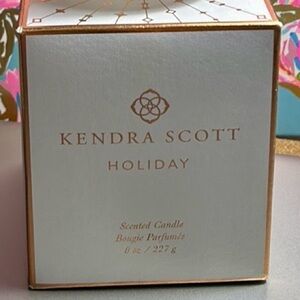 KENDRA SCOTT
HOLIDAY
Scented Candle
Bougie Parfumée
8 oz / 227 g